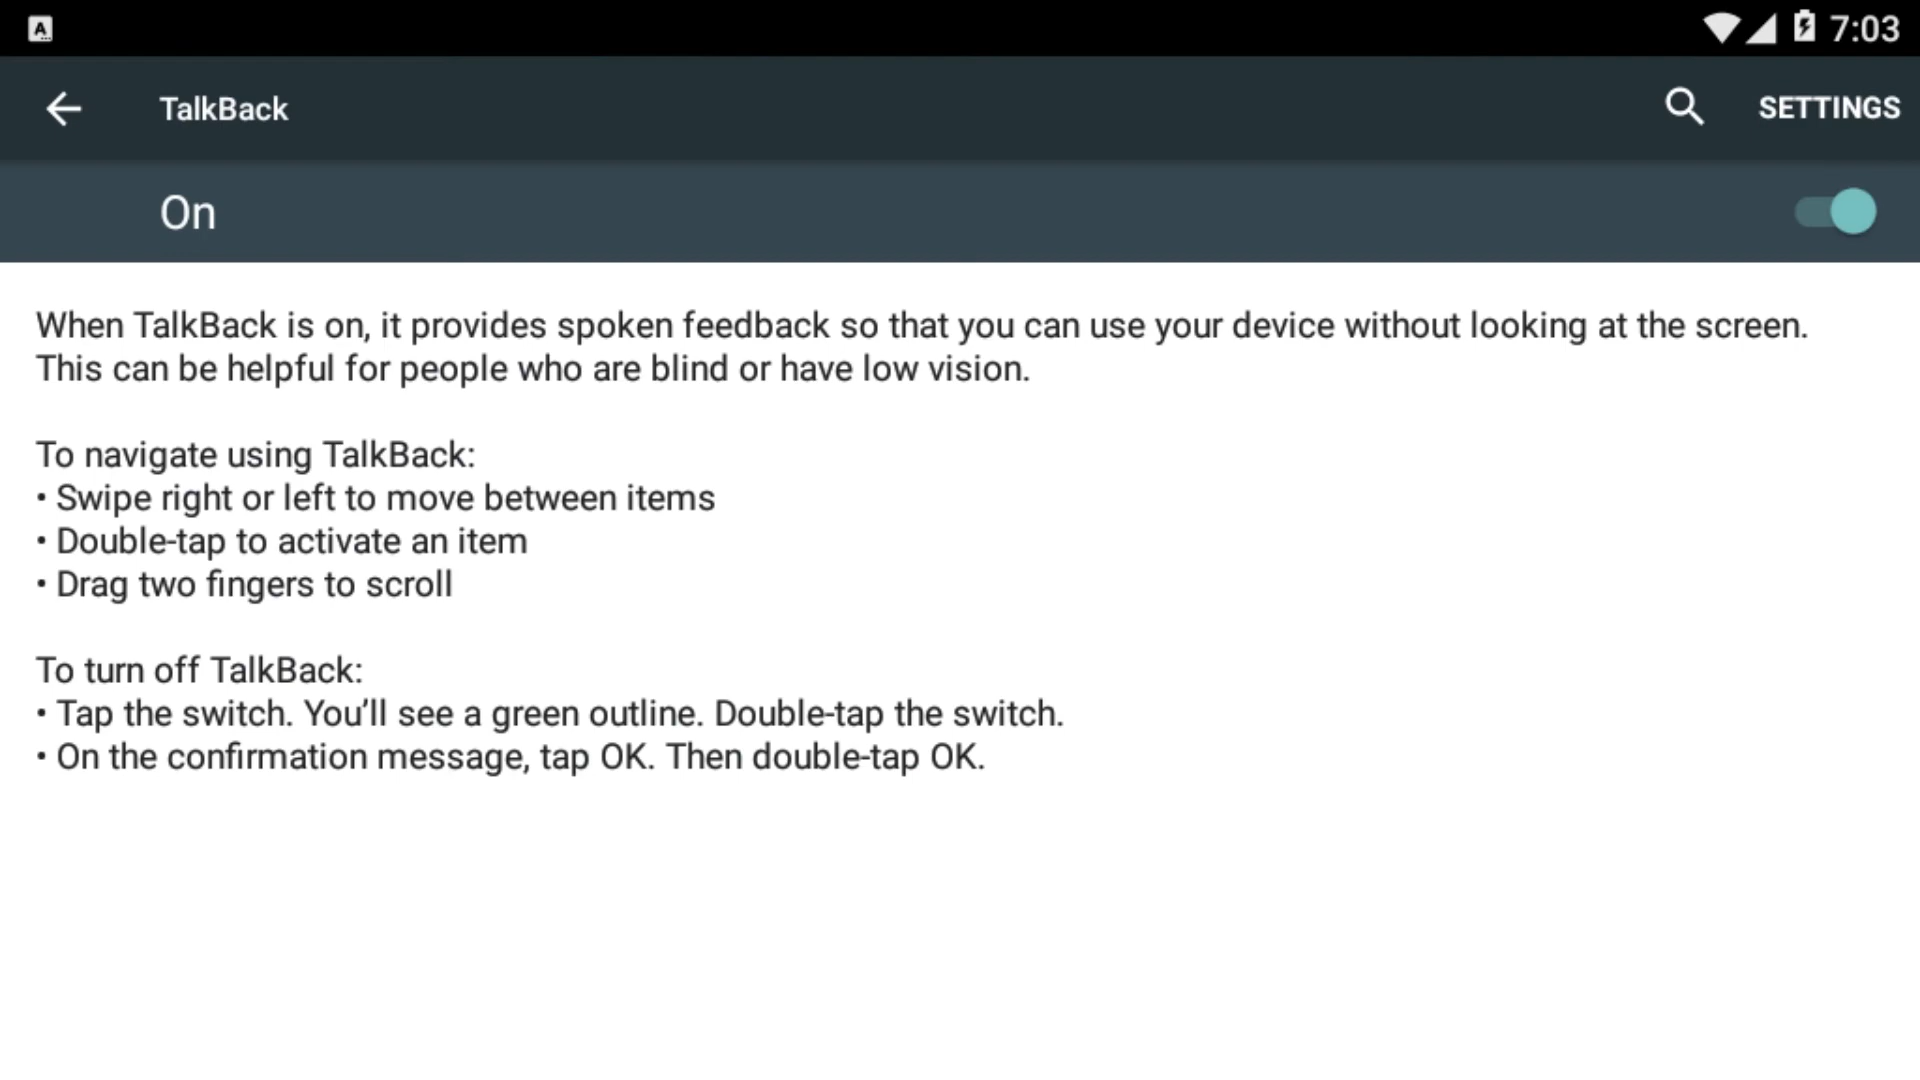 A
7:03
TalkBack
SETTINGS
On
When TalkBack is on, it provides spoken feedback so that you can use your device without looking at the screen.
This can be helpful for people who are blind or have low vision.
To navigate using TalkBack:
• Swipe right or left to move between items
• Double-tap to activate an item
• Drag two fingers to scroll
To turn off TalkBack:
• Tap the switch. You’ll see a green outline. Double-tap the switch.
• On the confirmation message, tap OK. Then double-tap OK.